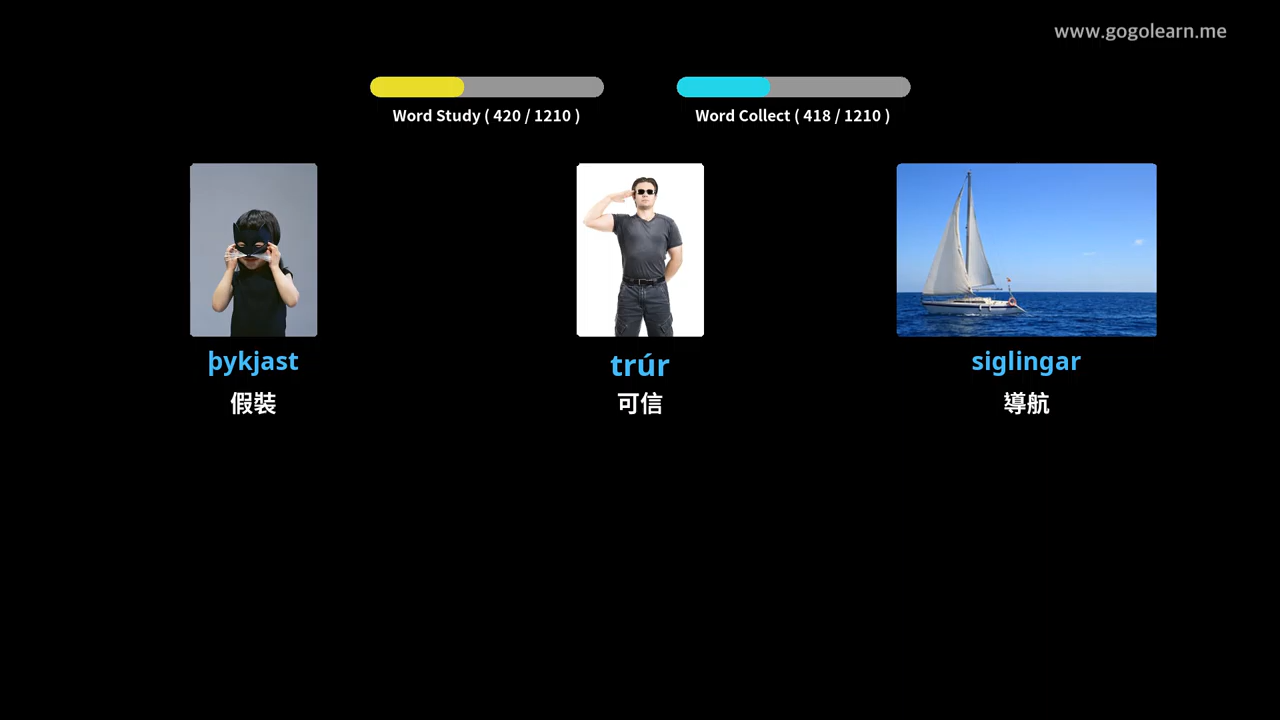 www.gogolearn.me
Word Study ( 420 / 1210 )
Word Collect ( 418 / 1210 )
þykjast
假裝
trúr
可信
siglingar
導航